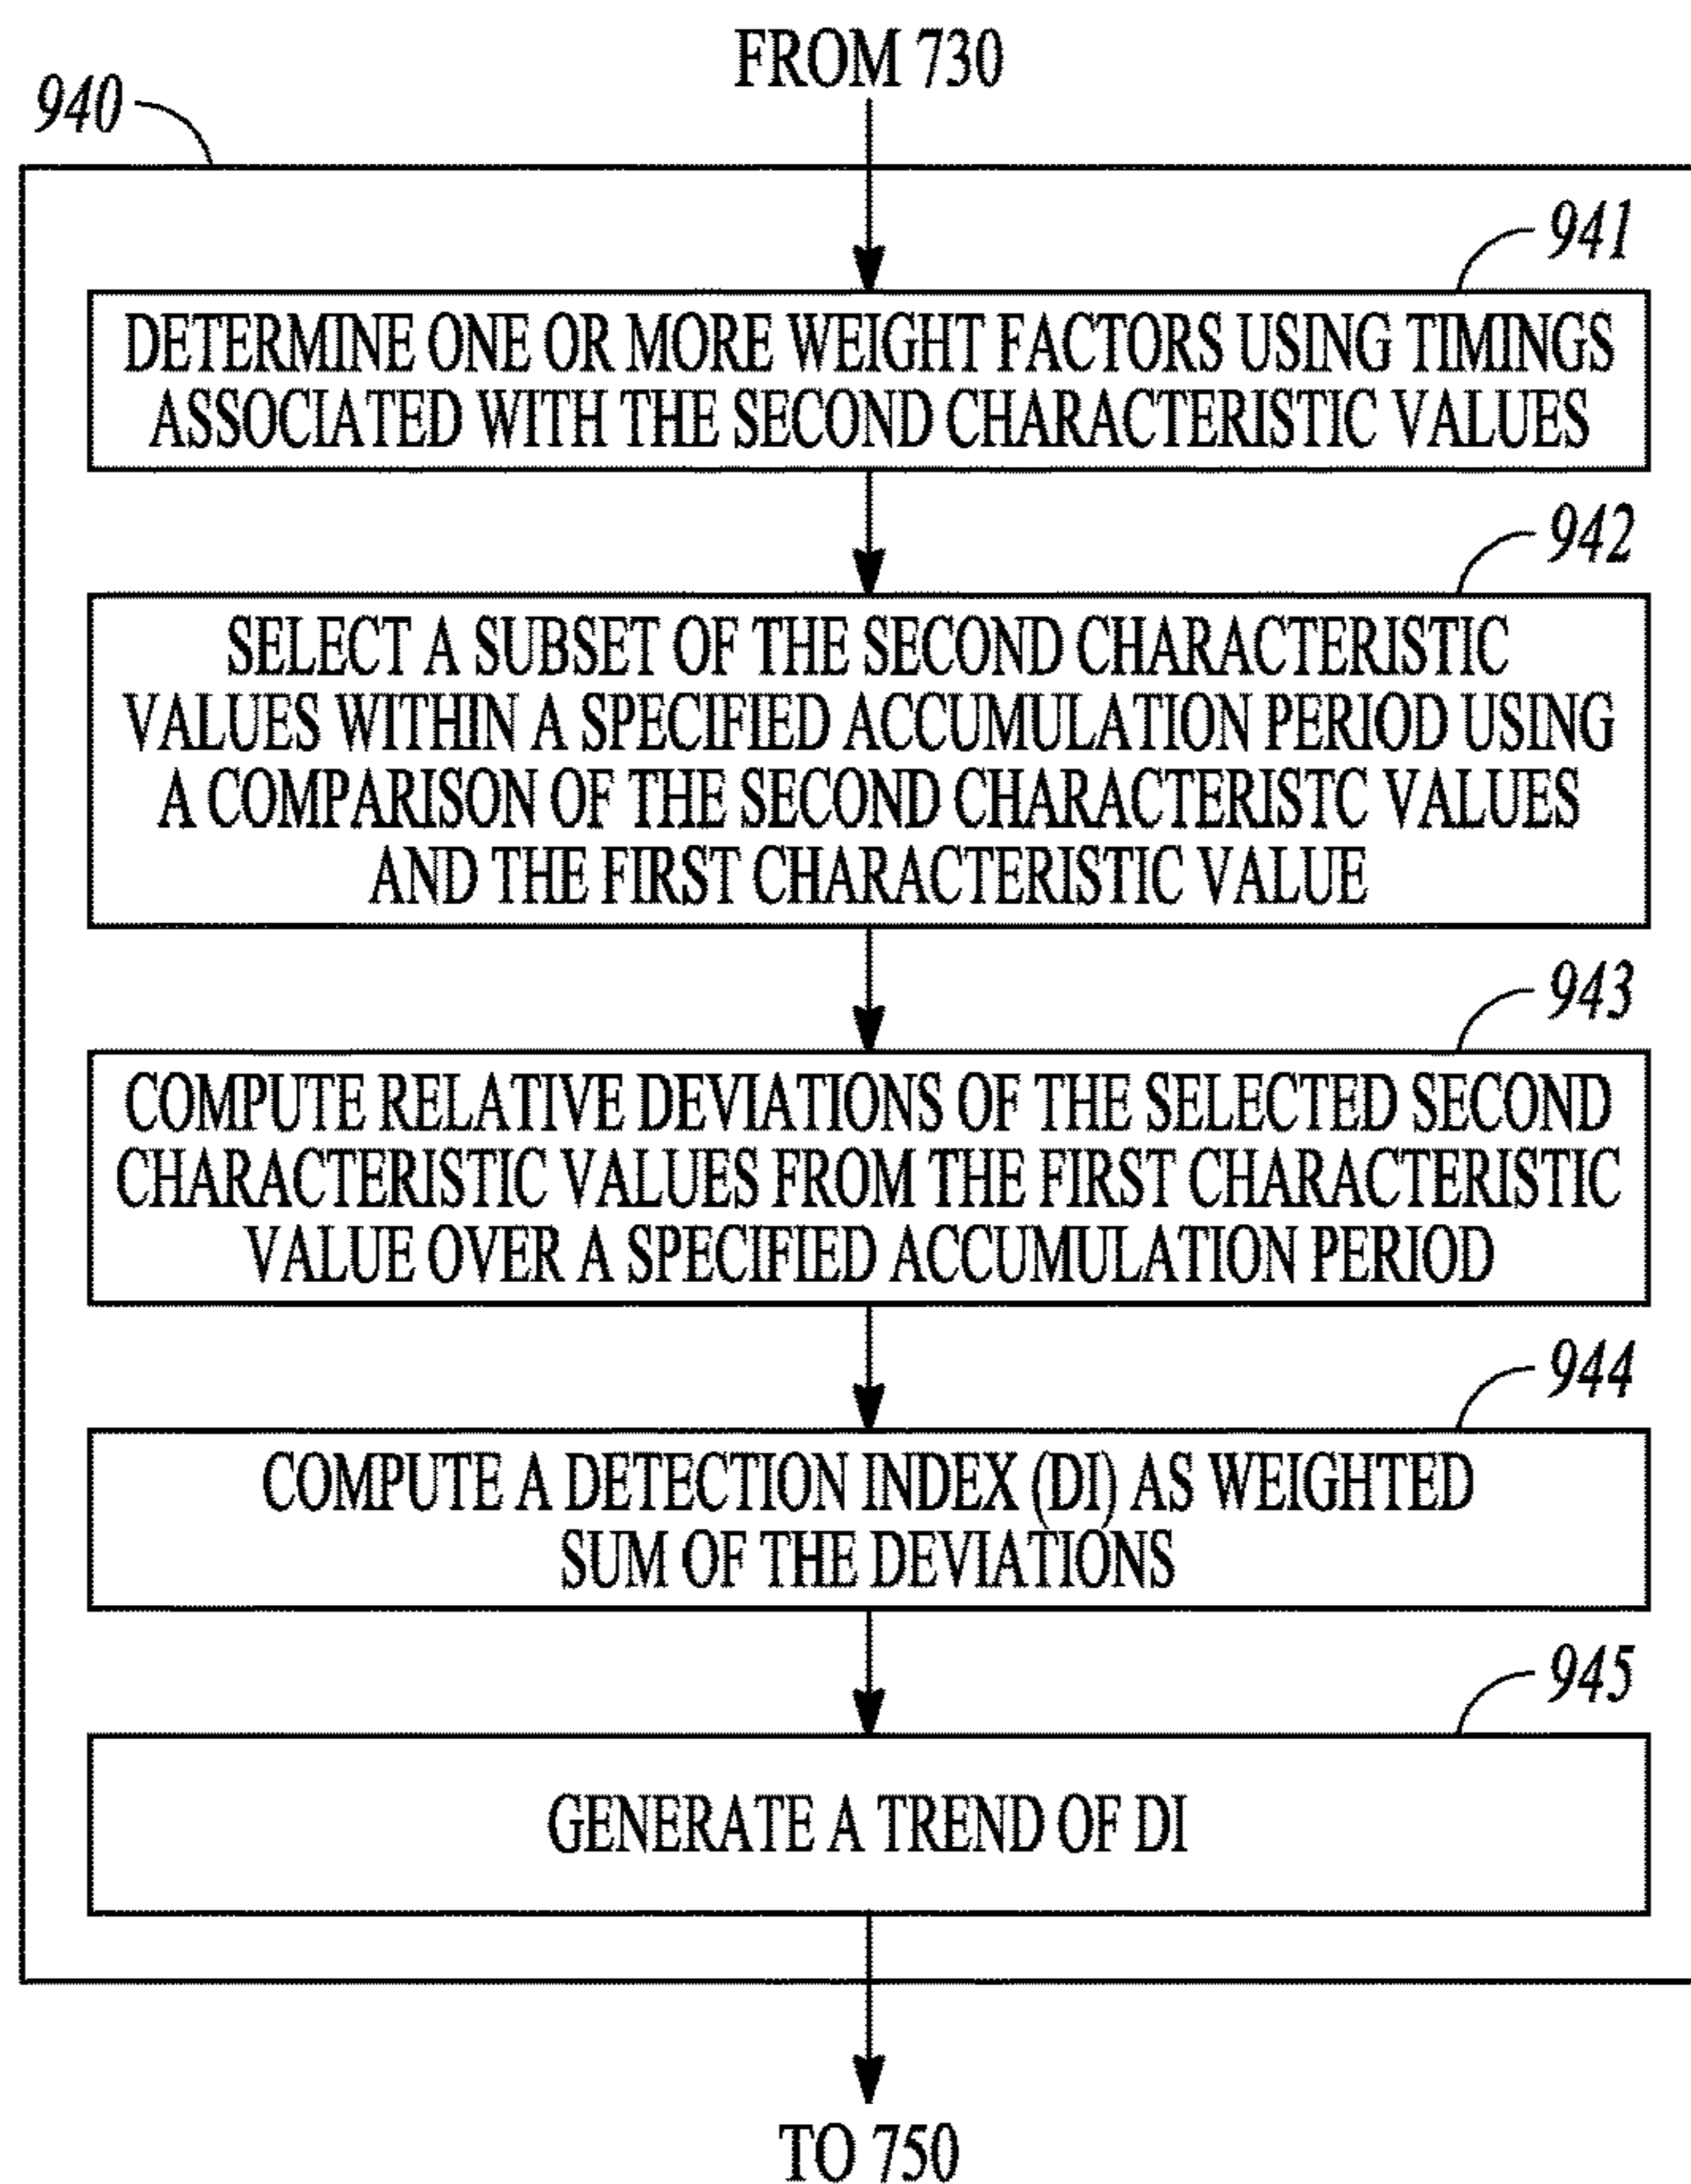 FROM 730
940
941
DETERMINE ONE OR MORE WEIGHT FACTORS USING TIMINGS
ASSOCIATED WITH THE SECOND CHARACTERISTIC VALUES
942
SELECT A SUBSET OF THE SECOND CHARACTERISTIC
VALUES WITHIN A SPECIFIED ACCUMULATION PERIOD USING
A COMPARISON OF THE SECOND CHARACTERISTC VALUES
AND THE FIRST CHARACTERISTIC VALUE
943
COMPUTE RELATIVE DEVIATIONS OF THE SELECTED SECOND
CHARACTERISTIC VALUES FROM THE FIRST CHARACTERISTIC
VALUE OVER A SPECIFIED ACCUMULATION PERIOD
944
COMPUTE A DETECTION INDEX (DI) AS WEIGHTED
SUM OF THE DEVIATIONS
945
GENERATE A TREND OF DI
TO 750